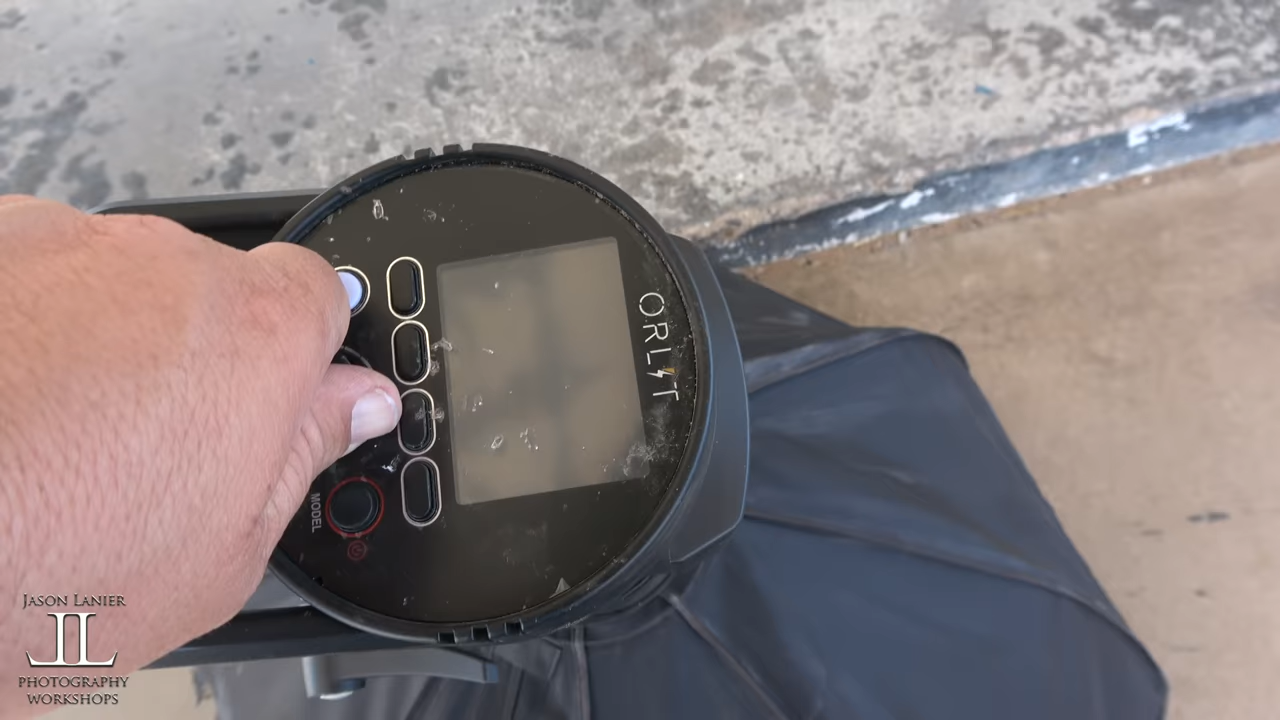 ORLIT
MODEL
JASON LANIER
JL
PHOTOGRAPHY
WORKSHOPS